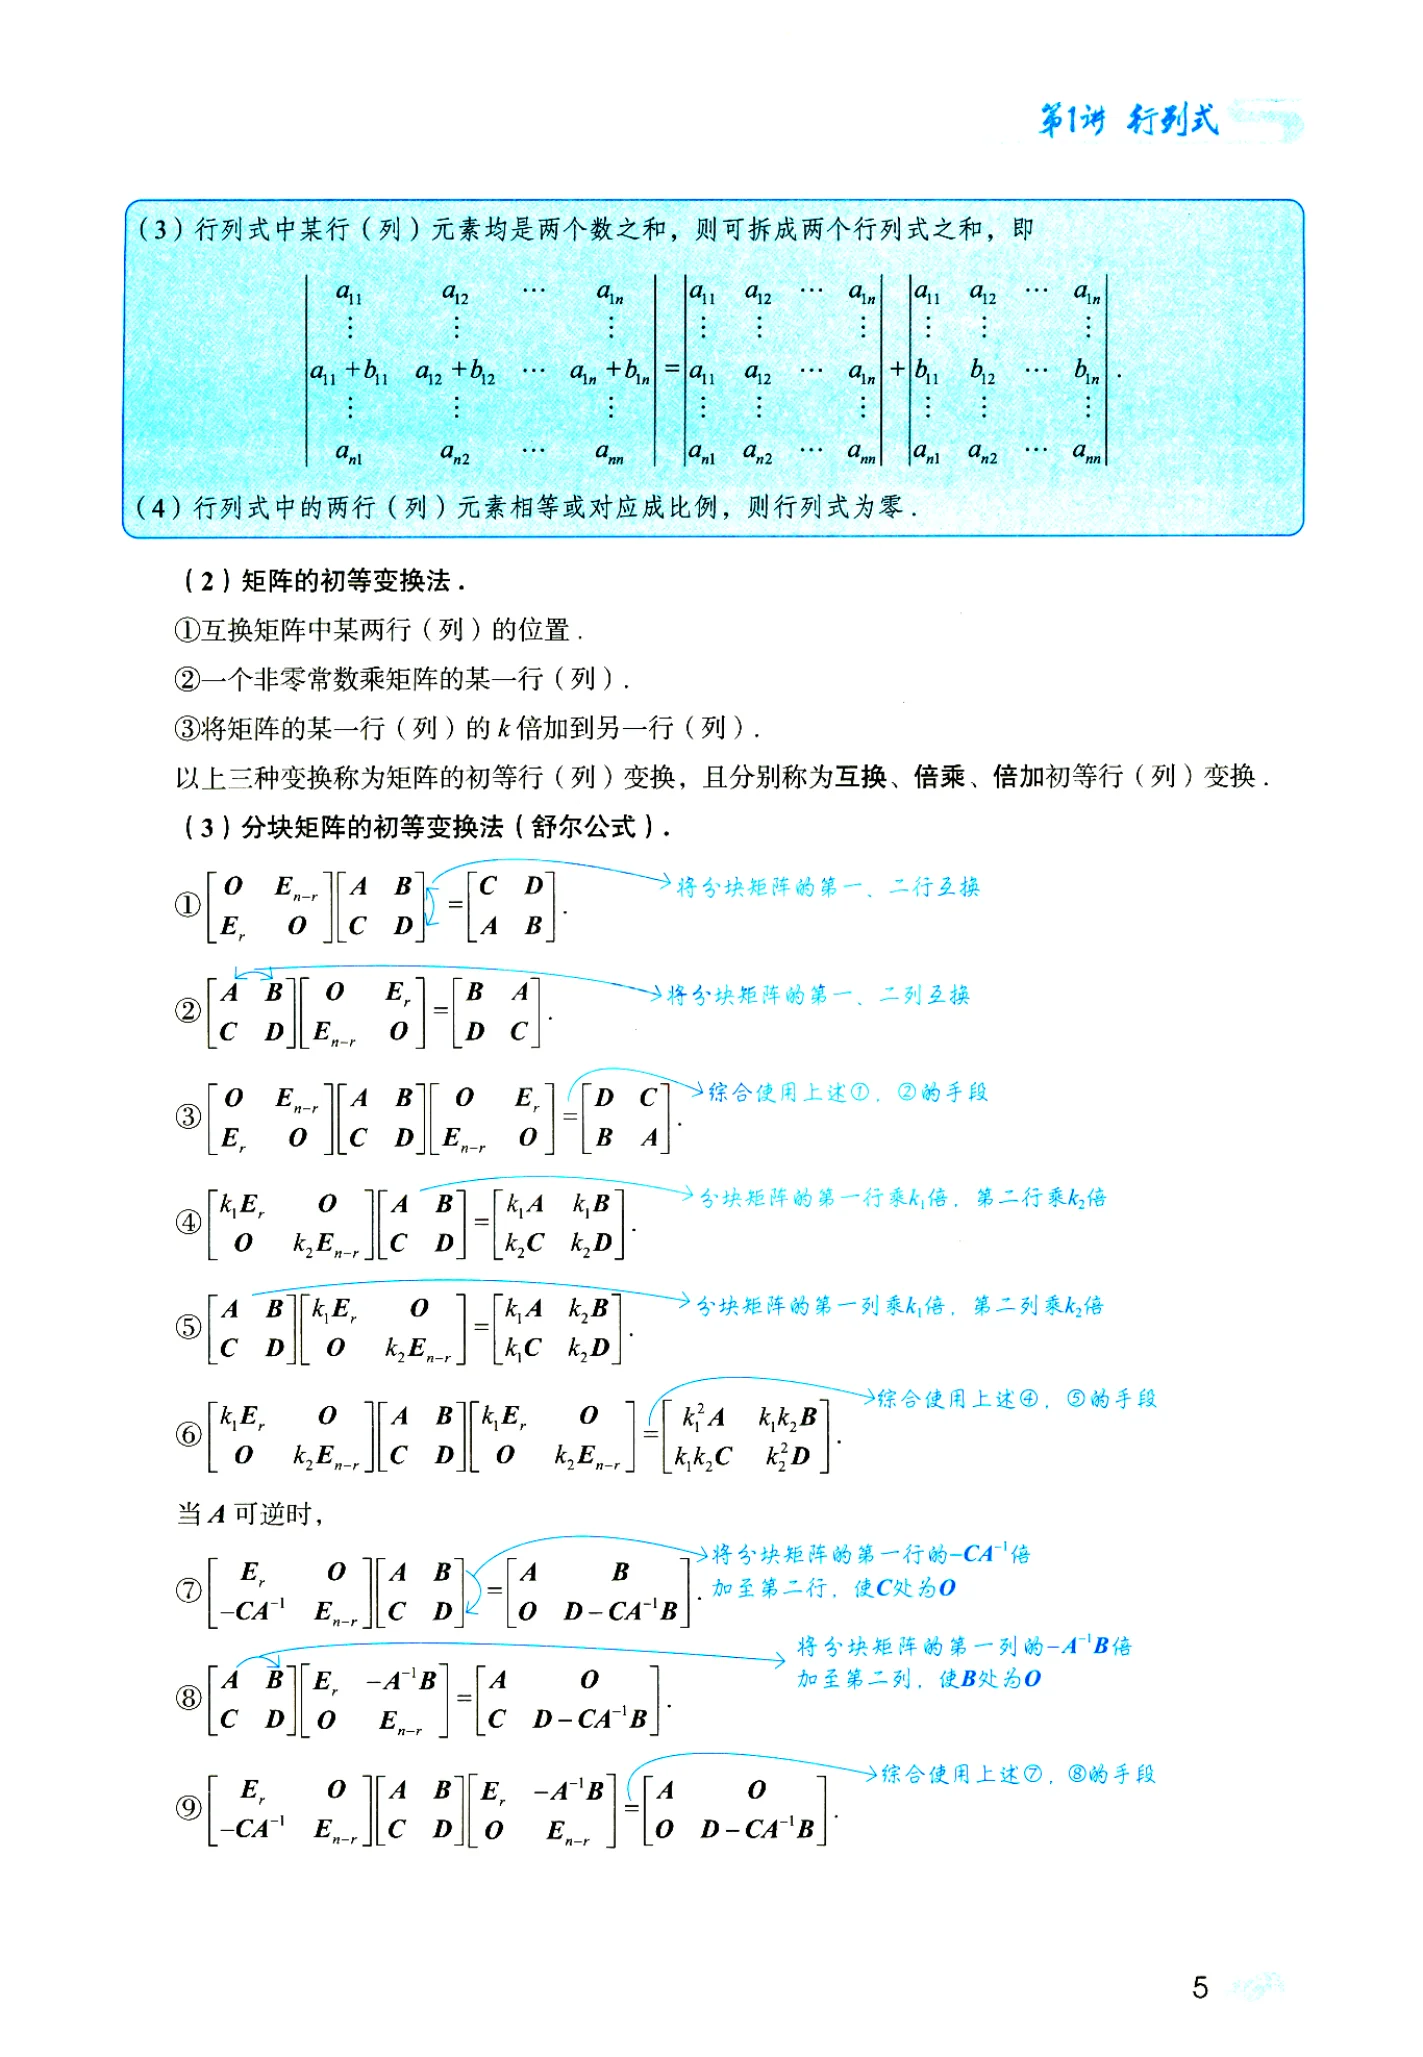 第1讲 行列式
(3)行列式中某行(列)元素均是两个数之和,则可拆成两个行列式之和,即
$$\begin{vmatrix} a_{11} & a_{12} & \cdots & a_{1n} \\ \vdots & \vdots & & \vdots \\ a_{11}+b_{11} & a_{12}+b_{12} & \cdots & a_{1n}+b_{1n} \\ \vdots & \vdots & & \vdots \\ a_{n1} & a_{n2} & \cdots & a_{nn} \end{vmatrix} = \begin{vmatrix} a_{11} & a_{12} & \cdots & a_{1n} \\ \vdots & \vdots & & \vdots \\ a_{11} & a_{12} & \cdots & a_{1n} \\ \vdots & \vdots & & \vdots \\ a_{n1} & a_{n2} & \cdots & a_{nn} \end{vmatrix} + \begin{vmatrix} a_{11} & a_{12} & \cdots & a_{1n} \\ \vdots & \vdots & & \vdots \\ b_{11} & b_{12} & \cdots & b_{1n} \\ \vdots & \vdots & & \vdots \\ a_{n1} & a_{n2} & \cdots & a_{nn} \end{vmatrix}.$$
(4)行列式中的两行(列)元素相等或对应成比例,则行列式为零.
(2)矩阵的初等变换法.
①互换矩阵中某两行(列)的位置.
②一个非零常数乘矩阵的某一行(列).
③将矩阵的某一行(列)的 k 倍加到另一行(列).
以上三种变换称为矩阵的初等行(列)变换,且分别称为互换、倍乘、倍加初等行(列)变换.
(3)分块矩阵的初等变换法(舒尔公式).
①$\begin{bmatrix} O & E_{n-r} \\ E_r & O \end{bmatrix}\begin{bmatrix} A & B \\ C & D \end{bmatrix}=\begin{bmatrix} C & D \\ A & B \end{bmatrix}.$ 将分块矩阵的第一、二行互换
②$\begin{bmatrix} A & B \\ C & D \end{bmatrix}\begin{bmatrix} O & E_r \\ E_{n-r} & O \end{bmatrix}=\begin{bmatrix} B & A \\ D & C \end{bmatrix}.$ 将分块矩阵的第一、二列互换
③$\begin{bmatrix} O & E_{n-r} \\ E_r & O \end{bmatrix}\begin{bmatrix} A & B \\ C & D \end{bmatrix}\begin{bmatrix} O & E_r \\ E_{n-r} & O \end{bmatrix}=\begin{bmatrix} D & C \\ B & A \end{bmatrix}.$ 综合使用上述①,②的手段
④$\begin{bmatrix} k_1E_r & O \\ O & k_2E_{n-r} \end{bmatrix}\begin{bmatrix} A & B \\ C & D \end{bmatrix}=\begin{bmatrix} k_1A & k_1B \\ k_2C & k_2D \end{bmatrix}.$ 分块矩阵的第一行乘$k_1$倍,第二行乘$k_2$倍
⑤$\begin{bmatrix} A & B \\ C & D \end{bmatrix}\begin{bmatrix} k_1E_r & O \\ O & k_2E_{n-r} \end{bmatrix}=\begin{bmatrix} k_1A & k_2B \\ k_1C & k_2D \end{bmatrix}.$ 分块矩阵的第一列乘$k_1$倍,第二列乘$k_2$倍
⑥$\begin{bmatrix} k_1E_r & O \\ O & k_2E_{n-r} \end{bmatrix}\begin{bmatrix} A & B \\ C & D \end{bmatrix}\begin{bmatrix} k_1E_r & O \\ O & k_2E_{n-r} \end{bmatrix}=\begin{bmatrix} k_1^2A & k_1k_2B \\ k_1k_2C & k_2^2D \end{bmatrix}.$ 综合使用上述④,⑤的手段
当 A 可逆时,
⑦$\begin{bmatrix} E_r & O \\ -CA^{-1} & E_{n-r} \end{bmatrix}\begin{bmatrix} A & B \\ C & D \end{bmatrix}=\begin{bmatrix} A & B \\ O & D-CA^{-1}B \end{bmatrix}.$ 将分块矩阵的第一行的$-CA^{-1}$倍
加至第二行,使C处为O
将分块矩阵的第一列的$-A^{-1}B$倍
加至第二列,使B处为O
⑧$\begin{bmatrix} A & B \\ C & D \end{bmatrix}\begin{bmatrix} E_r & -A^{-1}B \\ O & E_{n-r} \end{bmatrix}=\begin{bmatrix} A & O \\ C & D-CA^{-1}B \end{bmatrix}.$
⑨$\begin{bmatrix} E_r & O \\ -CA^{-1} & E_{n-r} \end{bmatrix}\begin{bmatrix} A & B \\ C & D \end{bmatrix}\begin{bmatrix} E_r & -A^{-1}B \\ O & E_{n-r} \end{bmatrix}=\begin{bmatrix} A & O \\ O & D-CA^{-1}B \end{bmatrix}.$ 综合使用上述⑦,⑧的手段
5